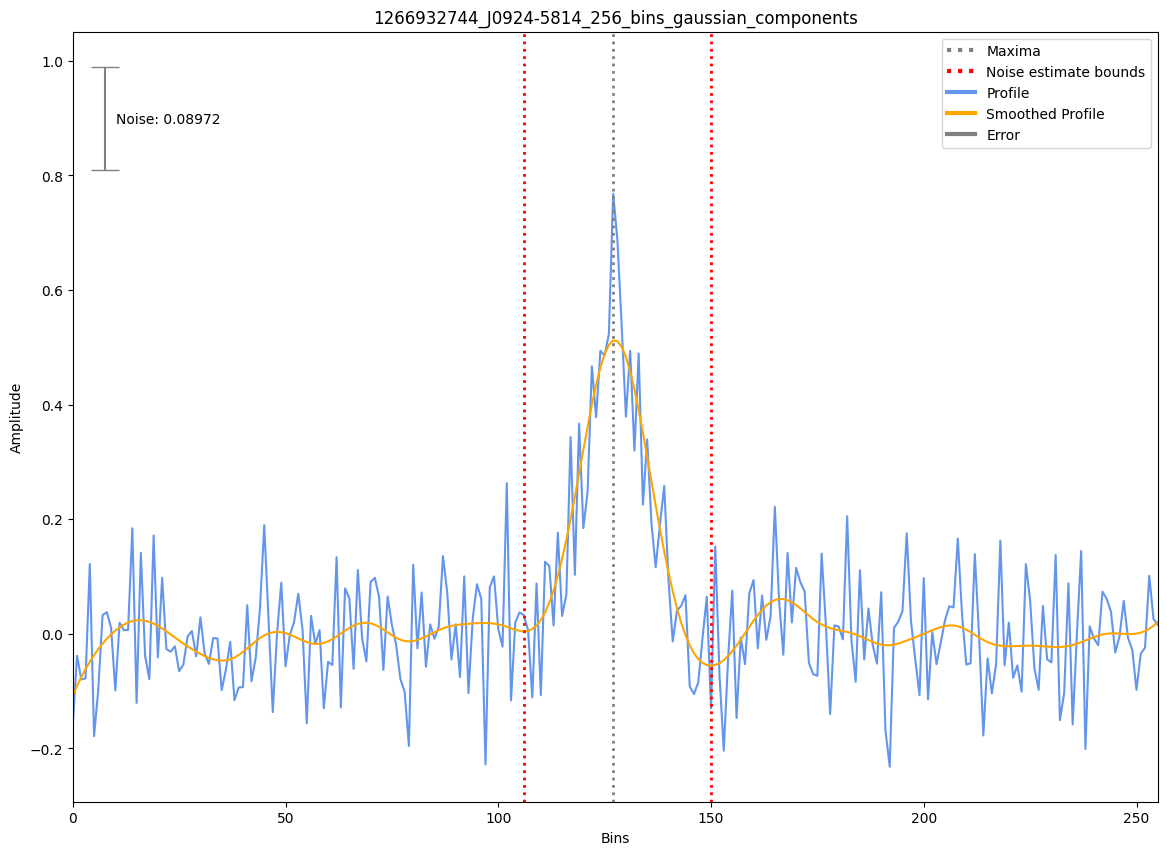 1266932744_J0924-5814_256_bins_gaussian_components
Maxima
Noise estimate bounds
Profile
Smoothed Profile
Error
Noise: 0.08972
1.0
0.8
0.6
0.4
0.2
0.0
−0.2
Amplitude
0 50 100 150 200 250
Bins